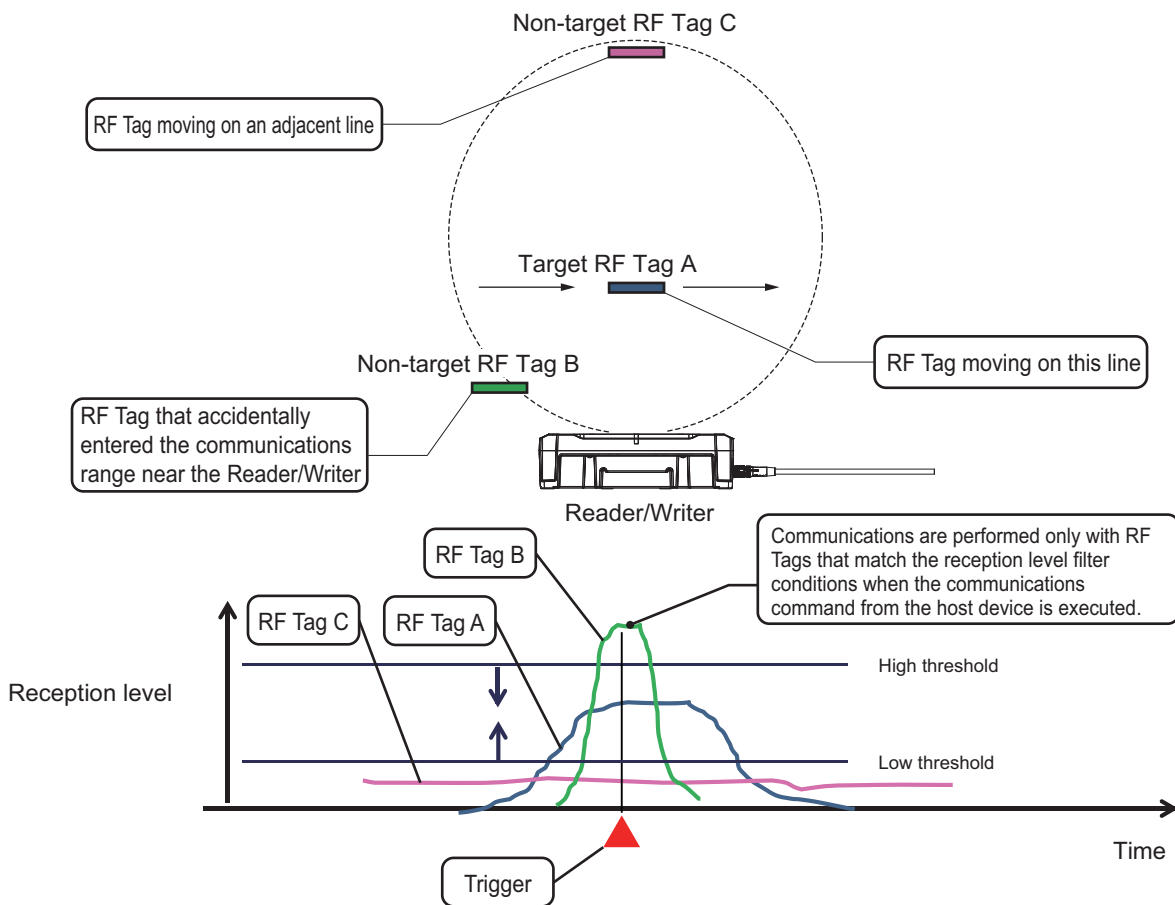 Non-target RF Tag C
RF Tag moving on an adjacent line
Target RF Tag A
Non-target RF Tag B
RF Tag moving on this line
RF Tag that accidentally
entered the communications
range near the Reader/Writer
Reader/Writer
Communications are performed only with RF
Tags that match the reception level filter
conditions when the communications
command from the host device is executed.
RF Tag B
RF Tag C
RF Tag A
High threshold
Reception level
Low threshold
Time
Trigger